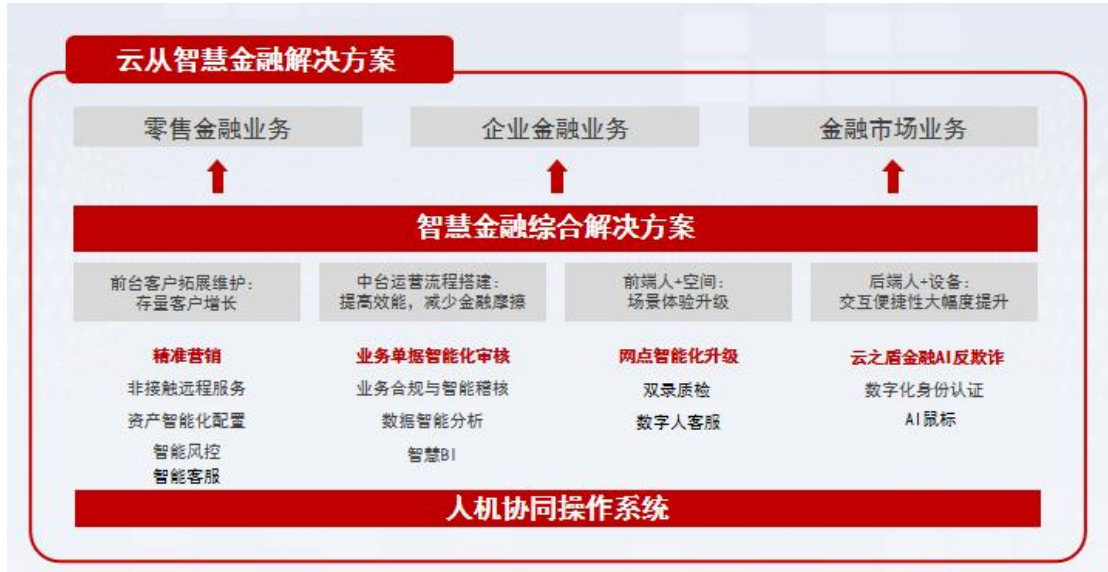 云从智慧金融解决方案
零售金融业务
企业金融业务
金融市场业务
智慧金融综合解决方案
前台客户拓展维护：
存量客户增长
中台运营流程搭建：
提高效能，减少金融摩擦
前端人+空间：
场景体验升级
后端人+设备：
交互便捷性大幅度提升
精准营销
非接触远程服务
资产智能化配置
智能风控
智能客服
业务单据智能化审核
业务合规与智能稽核
数据智能分析
智慧BI
网点智能化升级
双录质检
数字人客服
云之盾金融AI反欺诈
数字化身份认证
AI鼠标
人机协同操作系统